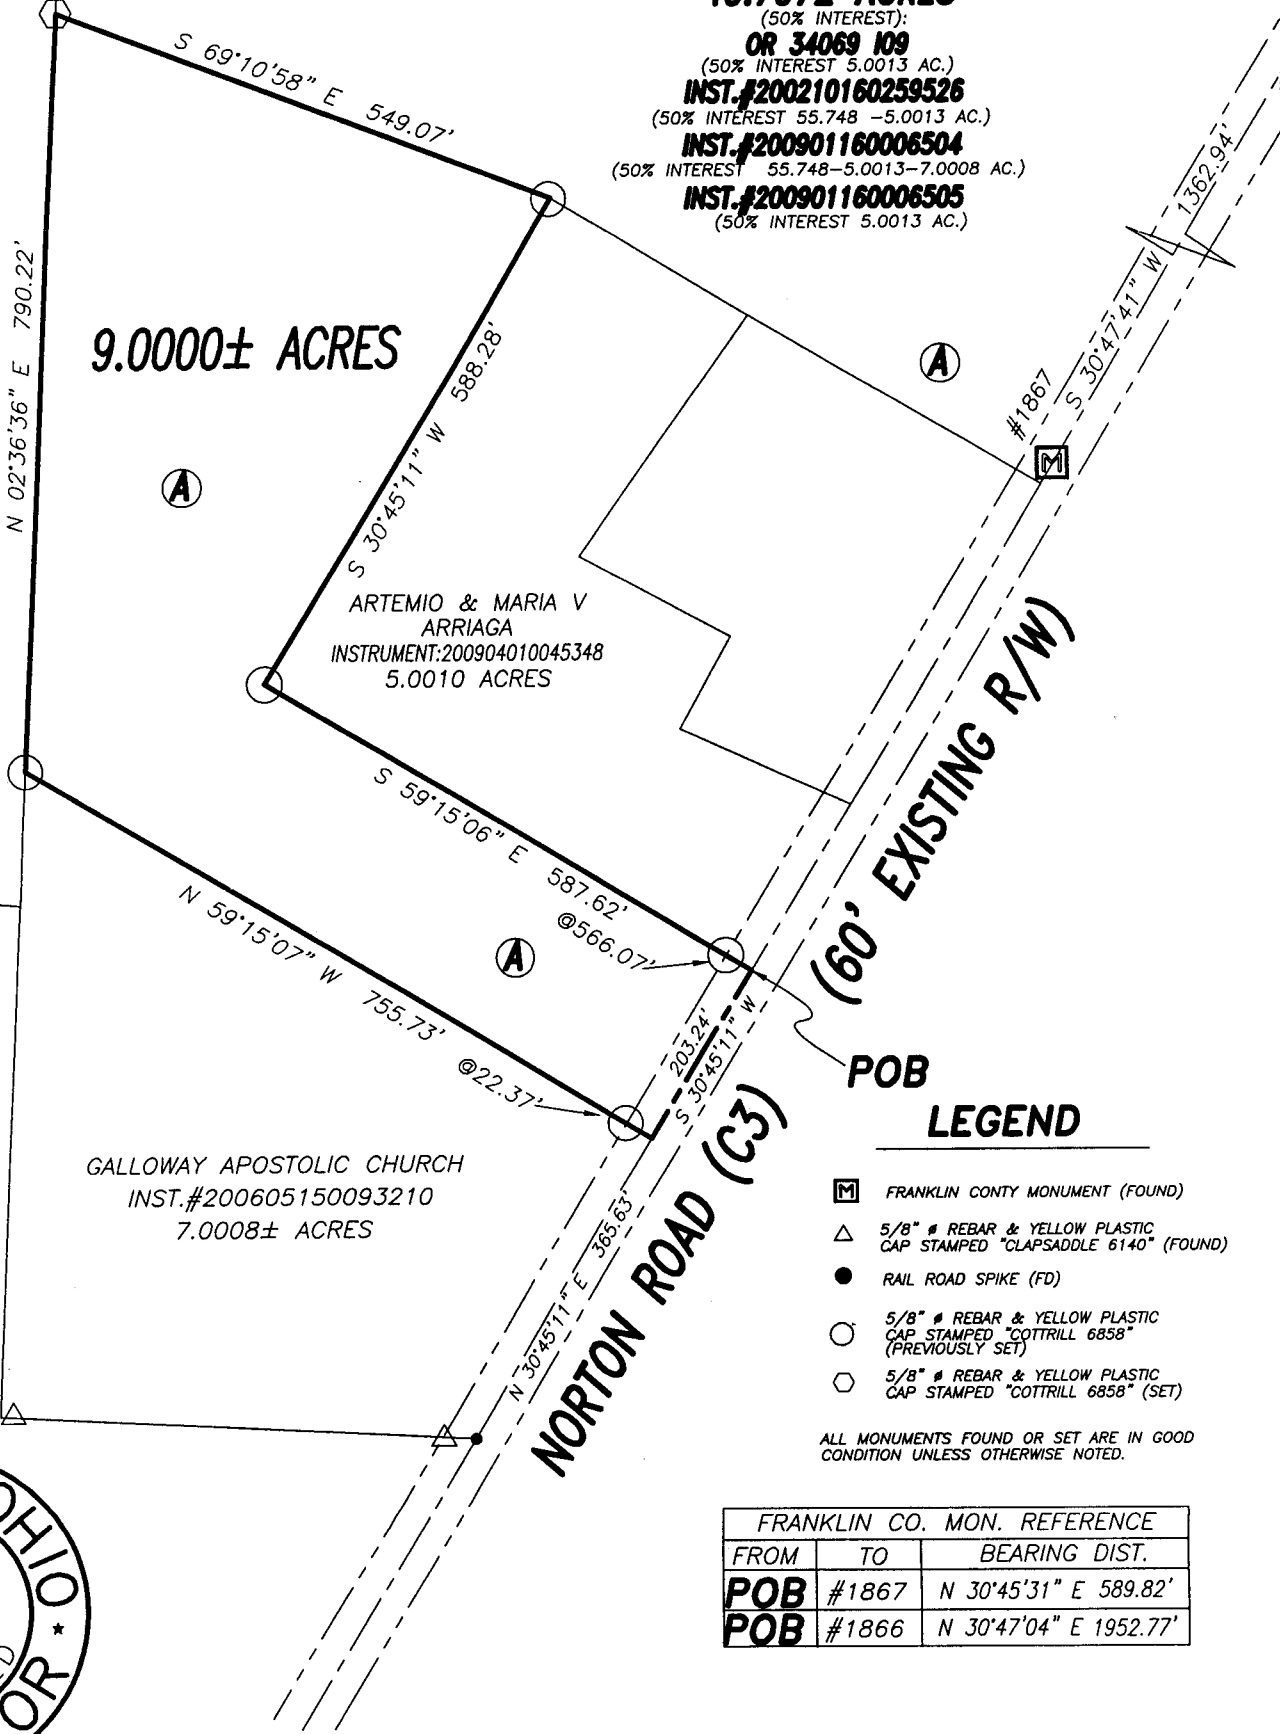 (50% INTEREST):
OR 34069 I09
(50% INTEREST 5.0013 AC.)
INST.#200210160259526
(50% INTEREST 55.748 -5.0013 AC.)
INST.#200901160006504
(50% INTEREST 55.748-5.0013-7.0008 AC.)
INST.#200901160006505
(50% INTEREST 5.0013 AC.)
S 69°10'58" E 549.07'
1362.94'
S 30°47'41" W
#1867
M
A
N 02°36'36" E 790.22'
9.0000± ACRES
A
S 30°45'11" W 588.28'
ARTEMIO & MARIA V
ARRIAGA
INSTRUMENT:200904010045348
5.0010 ACRES
S 59°15'06" E 587.62'
@566.07'
(60' EXISTING R/W)
N 59°15'07" W 755.73'
@22.37'
A
203.24'
S 30°45'11" W
POB
NORTON ROAD (C3)
N 30°45'11" E 365.63'
GALLOWAY APOSTOLIC CHURCH
INST.#200605150093210
7.0008± ACRES
LEGEND
M FRANKLIN CONTY MONUMENT (FOUND)
5/8" ø REBAR & YELLOW PLASTIC
CAP STAMPED "CLAPSADDLE 6140" (FOUND)
RAIL ROAD SPIKE (FD)
5/8" ø REBAR & YELLOW PLASTIC
CAP STAMPED "COTTRILL 6858"
(PREVIOUSLY SET)
5/8" ø REBAR & YELLOW PLASTIC
CAP STAMPED "COTTRILL 6858" (SET)
ALL MONUMENTS FOUND OR SET ARE IN GOOD
CONDITION UNLESS OTHERWISE NOTED.
FRANKLIN CO. MON. REFERENCE
FROM TO BEARING DIST.
POB #1867 N 30°45'31" E 589.82'
POB #1866 N 30°47'04" E 1952.77'
OHIO
OR